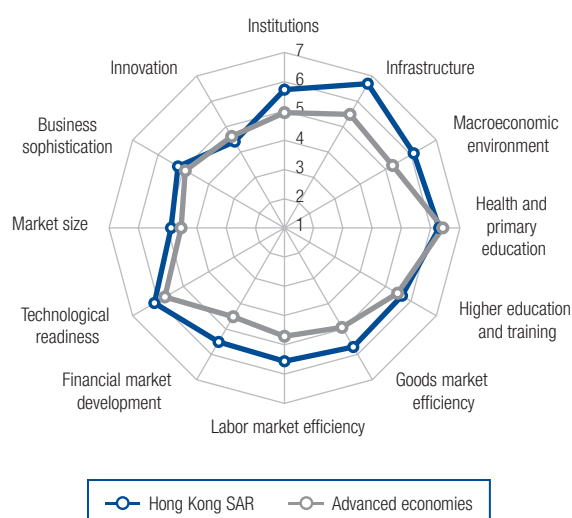 Institutions
7
Innovation
6
Infrastructure
5
Business
sophistication
Macroeconomic
environment
4
3
2
Market size
1
Health and
primary
education
Technological
readiness
Higher education
and training
Financial market
development
Goods market
efficiency
Labor market efficiency
Hong Kong SAR
Advanced economies